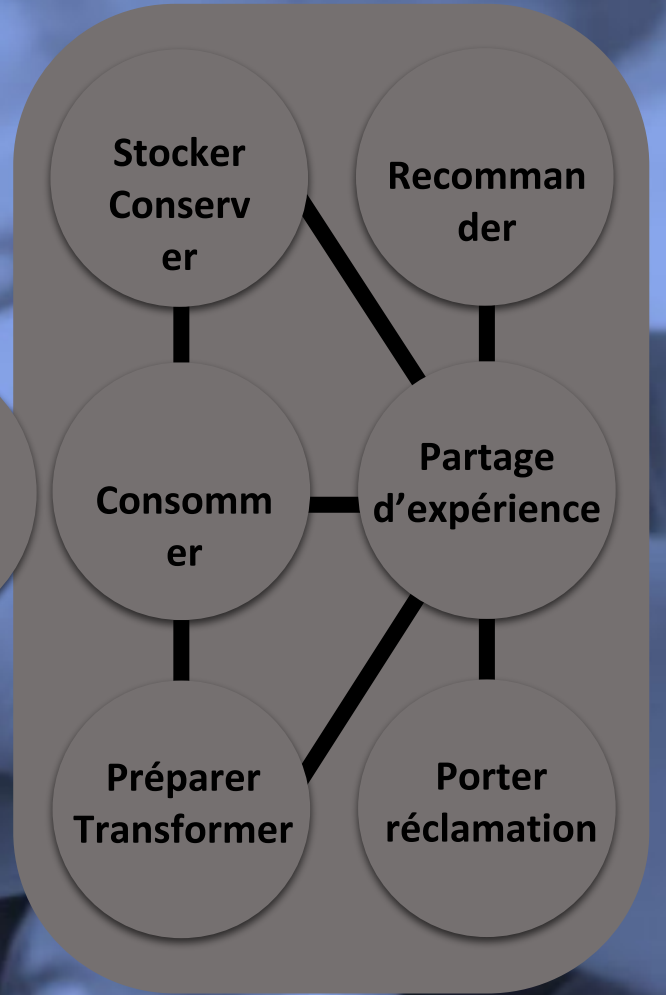 Stocker
Conserv
er
Recomman
der
Consomm
er
Partage
d’expérience
Préparer
Transformer
Porter
réclamation